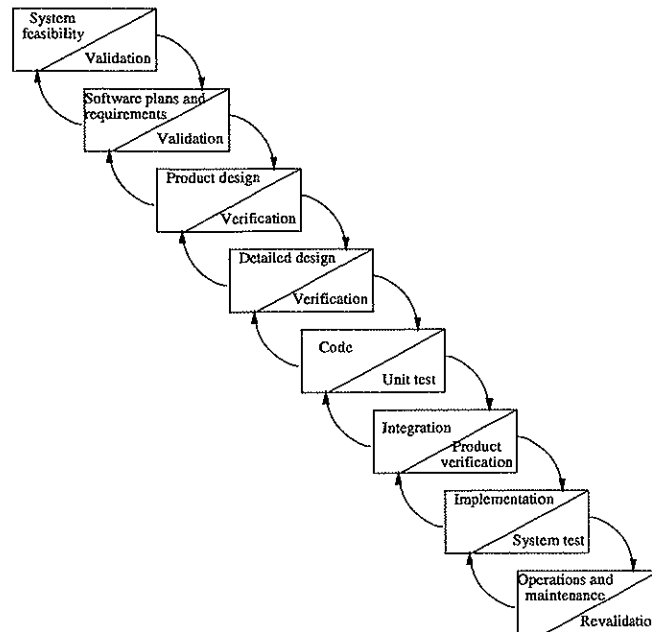 System
feasibility
Validation
Software plans and
requirements
Validation
Product design
Verification
Detailed design
Verification
Code
Unit test
Integration
Product
verification
Implementation
System test
Operations and
maintenance
Revalidation